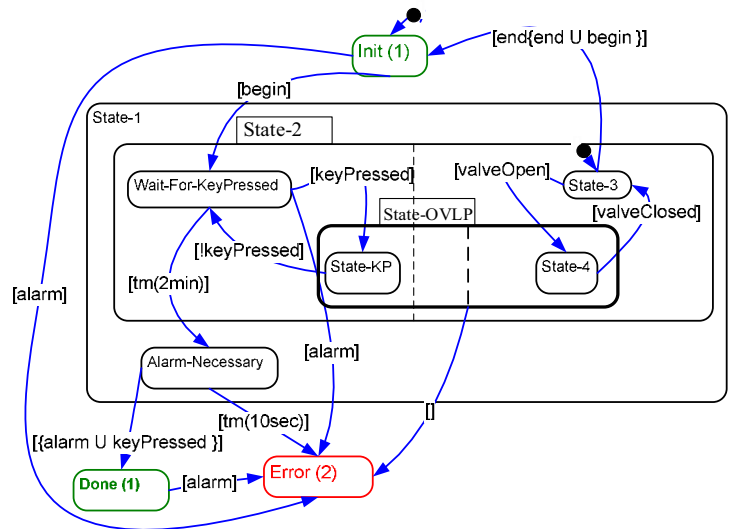 Init (1)
[end{end U begin }]
[begin]
State-1
State-2
Wait-For-KeyPressed
[keyPressed]
[valveOpen]
State-3
State-OVLP
[valveClosed]
[!keyPressed]
State-KP
State-4
[alarm]
[tm(2min)]
[alarm]
Alarm-Necessary
[tm(10sec)]
[]
[{alarm U keyPressed }]
Done (1)
[alarm]
Error (2)